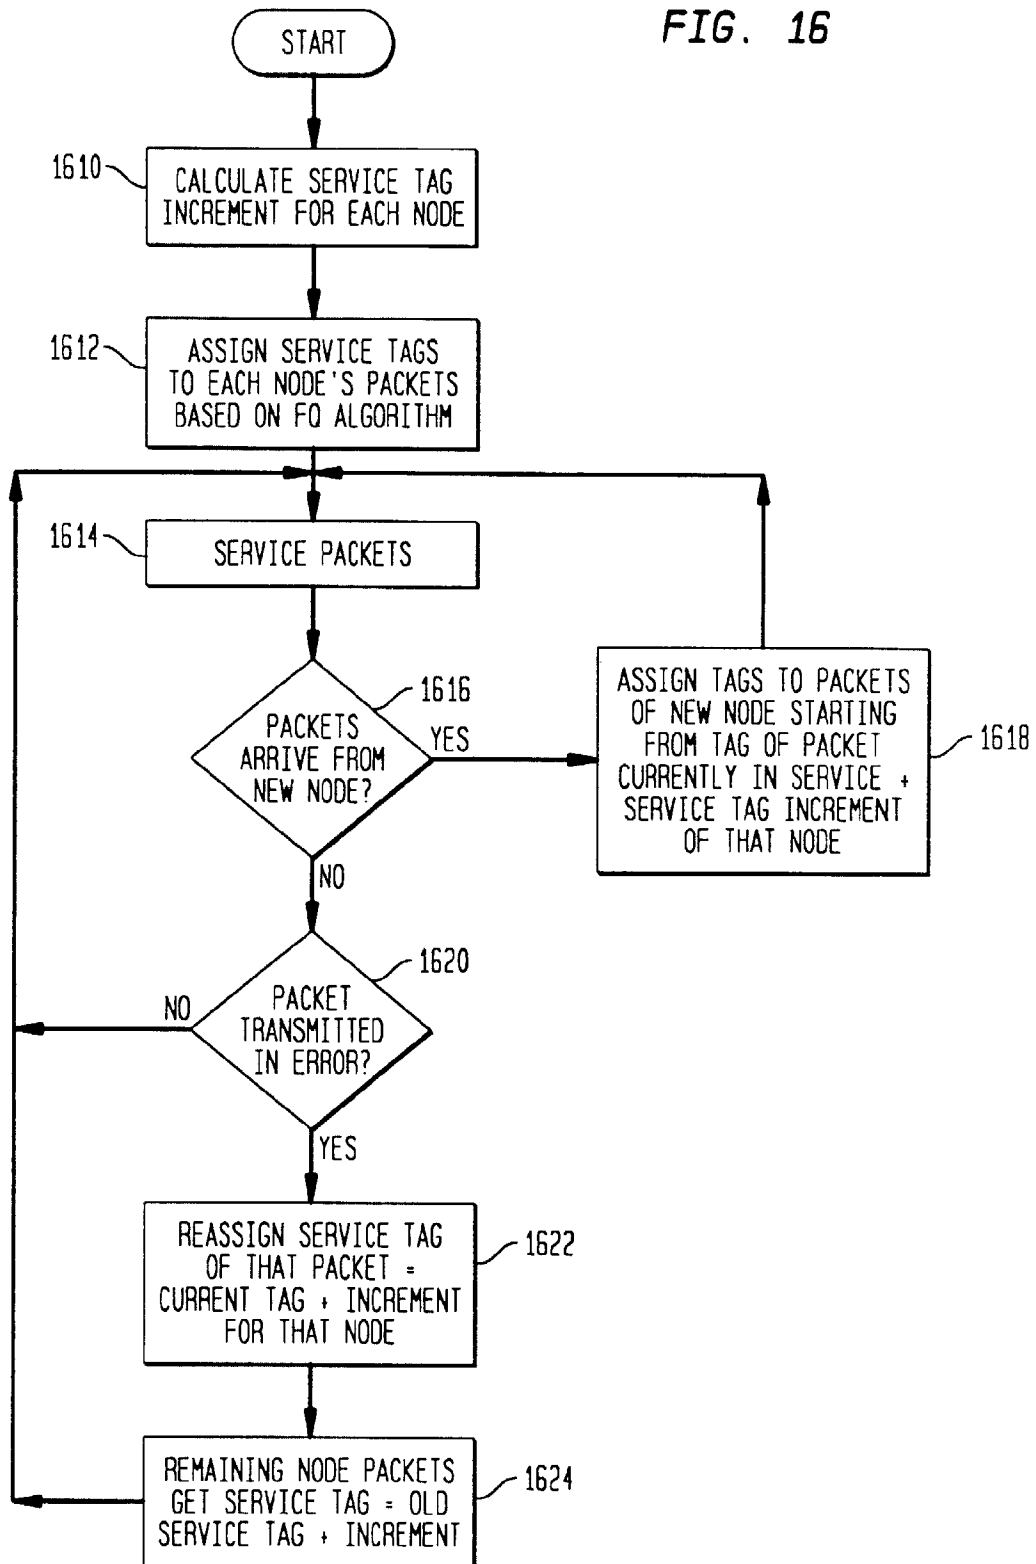 FIG. 16
START
1610
CALCULATE SERVICE TAG
INCREMENT FOR EACH NODE
1612
ASSIGN SERVICE TAGS
TO EACH NODE'S PACKETS
BASED ON FQ ALGORITHM
1614
SERVICE PACKETS
1616
PACKETS
ARRIVE FROM
NEW NODE?
YES
ASSIGN TAGS TO PACKETS
OF NEW NODE STARTING
FROM TAG OF PACKET
CURRENTLY IN SERVICE +
SERVICE TAG INCREMENT
OF THAT NODE
1618
NO
1620
PACKET
TRANSMITTED
IN ERROR?
NO
YES
REASSIGN SERVICE TAG
OF THAT PACKET =
CURRENT TAG + INCREMENT
FOR THAT NODE
1622
REMAINING NODE PACKETS
GET SERVICE TAG = OLD
SERVICE TAG + INCREMENT
1624